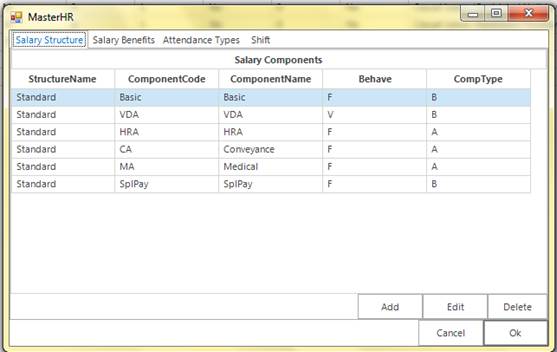 MasterHR
Salary Structure Salary Benefits Attendance Types Shift
Salary Components
StructureName ComponentCode ComponentName Behave CompType
Standard Basic Basic F B
Standard VDA VDA V B
Standard HRA HRA F A
Standard CA Conveyance F A
Standard MA Medical F A
Standard SplPay SplPay F B
Add Edit Delete
Cancel Ok